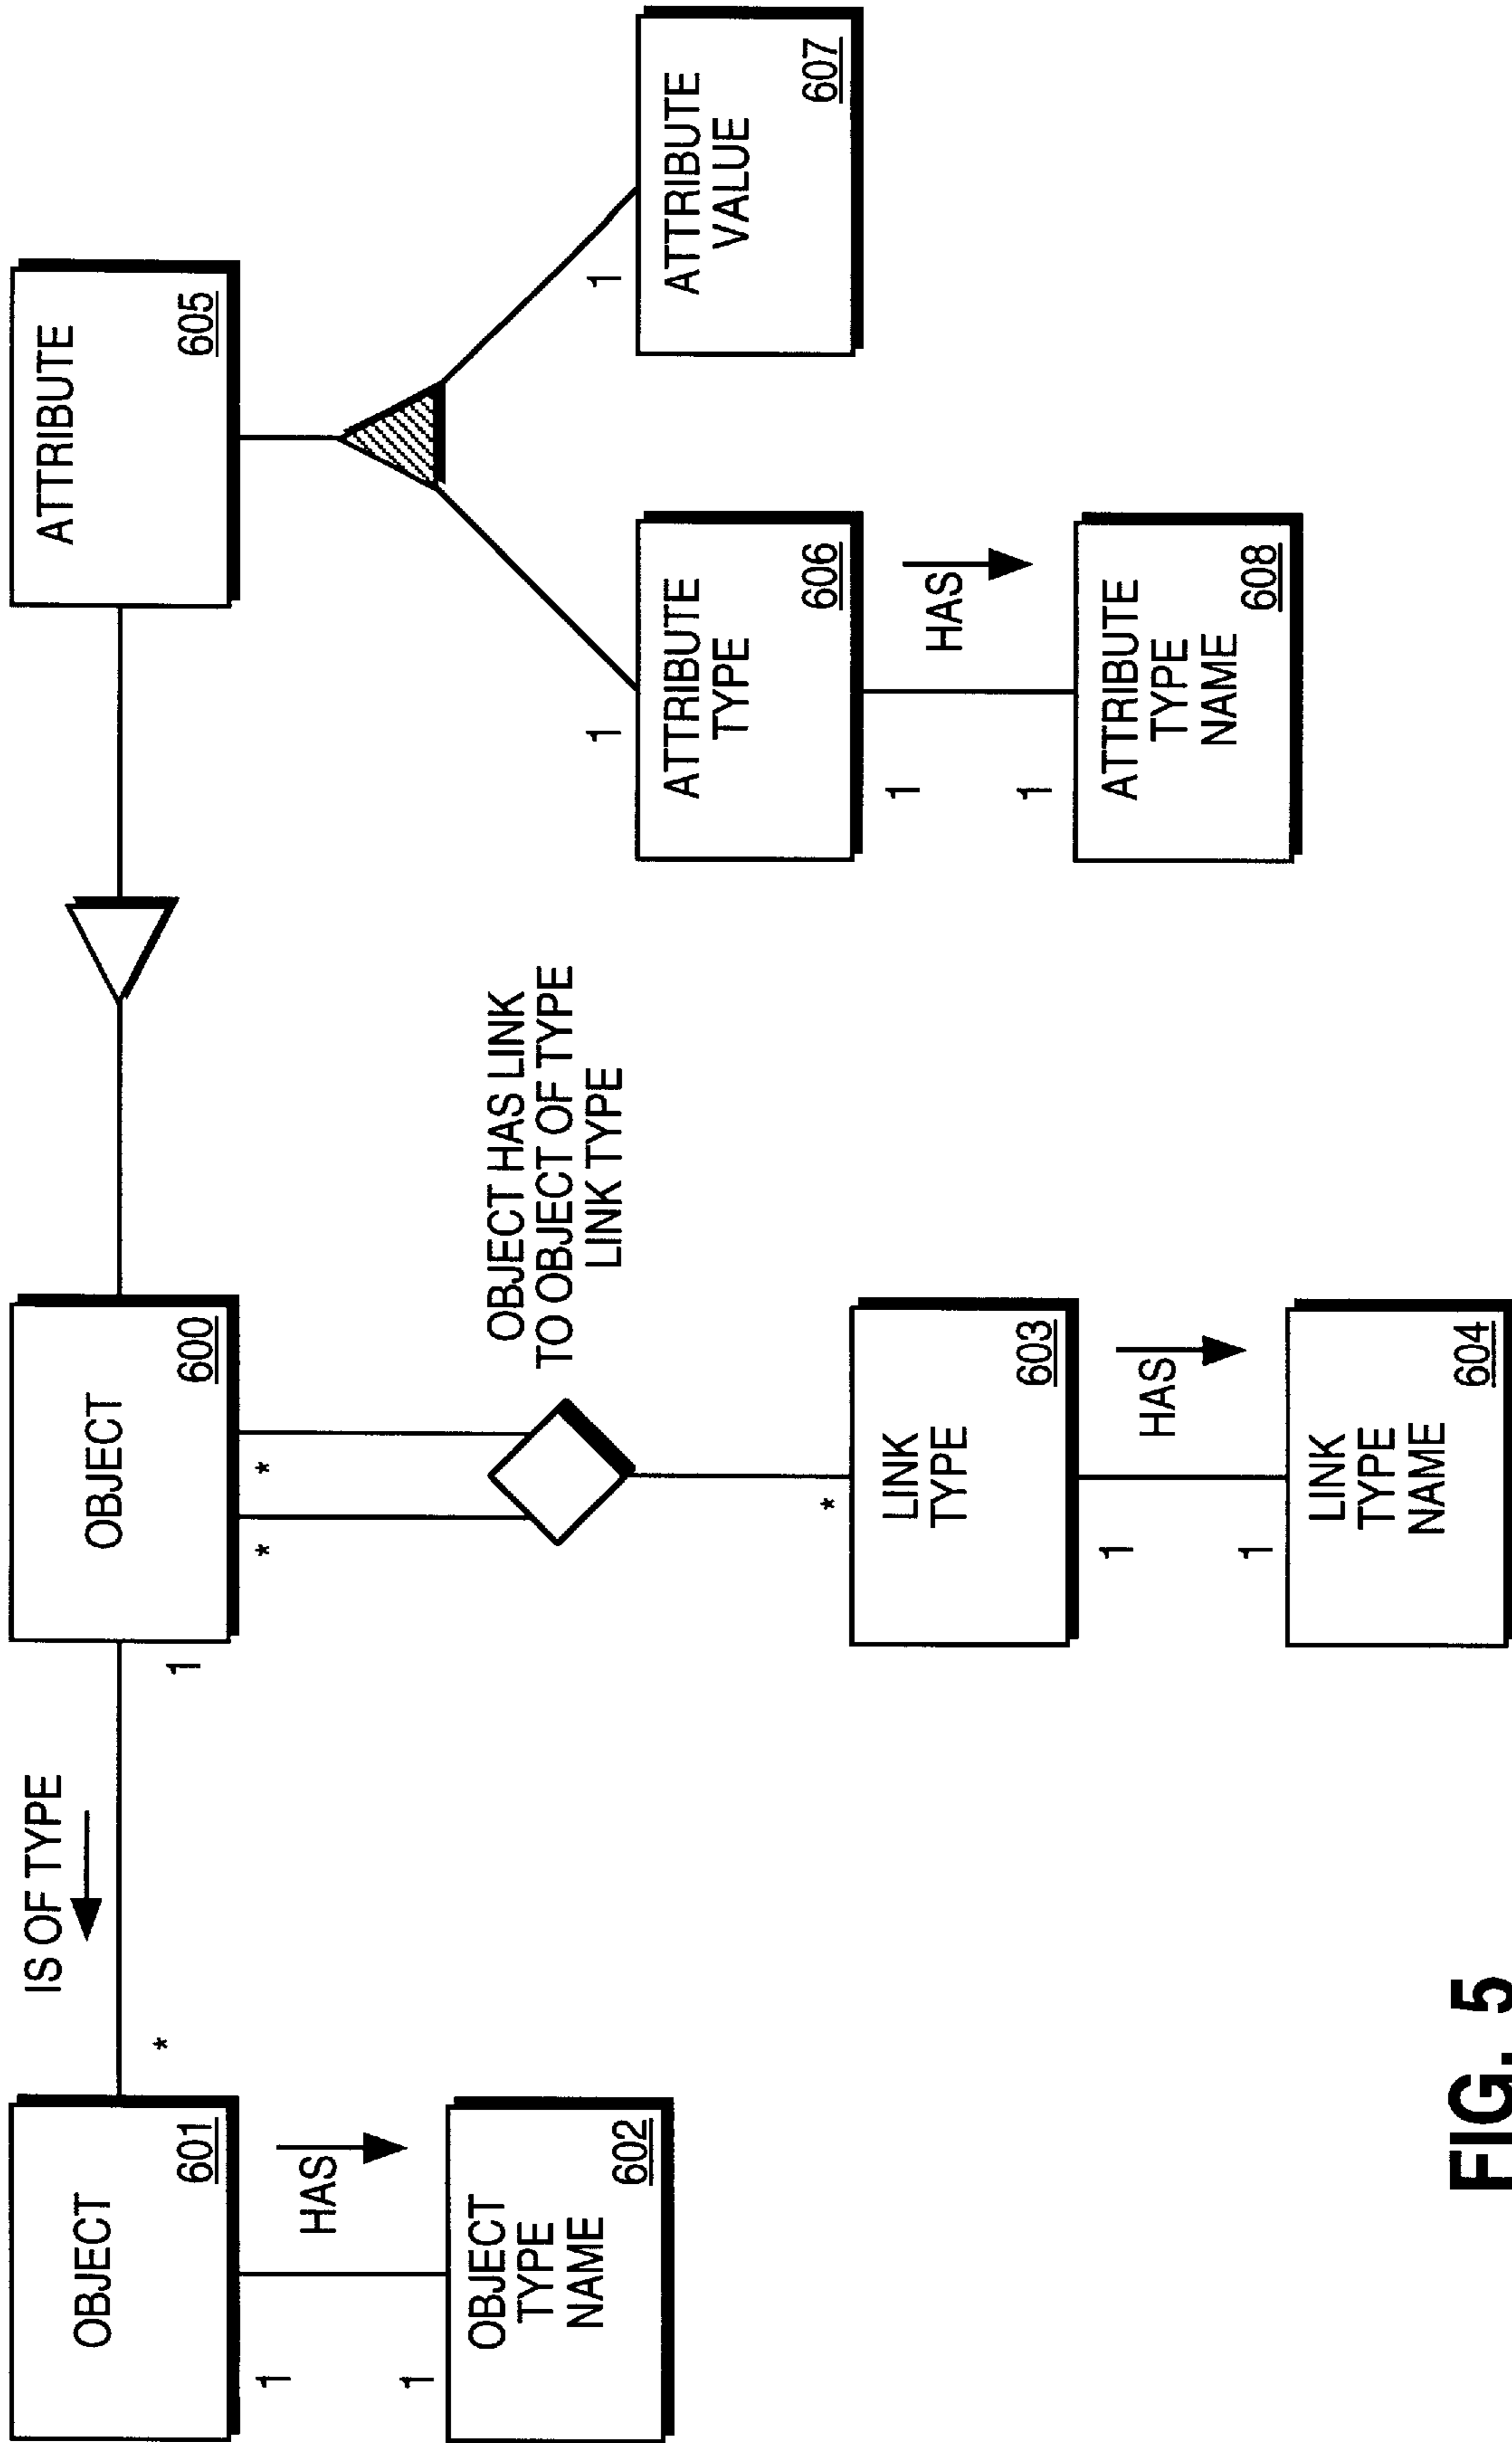 IS OF TYPE
OBJECT
601
*
1
OBJECT
600
ATTRIBUTE
605
HAS
1
1
OBJECT
TYPE
NAME
602
*
*
OBJECT HAS LINK
TO OBJECT OF TYPE
LINK TYPE
*
LINK
TYPE
603
HAS
1
1
LINK
TYPE
NAME
604
1
1
ATTRIBUTE
TYPE
606
ATTRIBUTE
VALUE
607
HAS
1
1
ATTRIBUTE
TYPE
NAME
608
FIG. 5